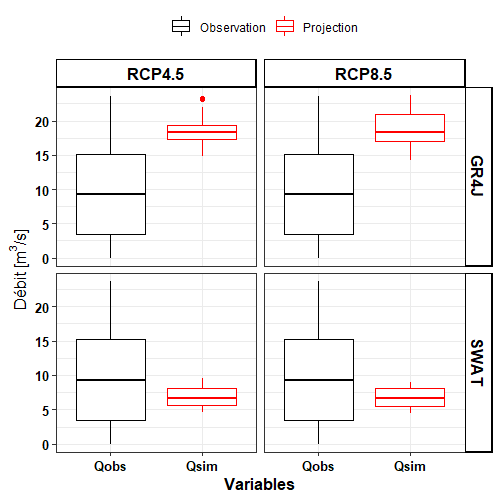 Observation Projection
RCP4.5 RCP8.5
20
15
10
5
0
GR4J
Débit [m³/s]
20
15
10
5
0
SWAT
Qobs Qsim Qobs Qsim
Variables